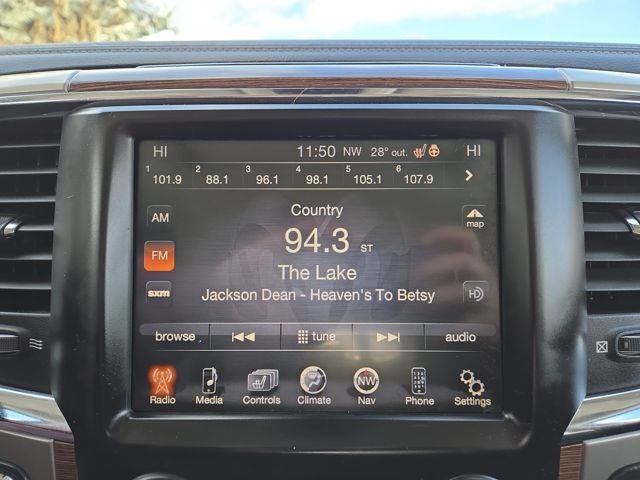 HI 11:50 NW 28° out. HI
1 101.9 2 88.1 3 96.1 4 98.1 5 105.1 6 107.9
AM
Country
map
94.3 ST
FM
The Lake
sxm
Jackson Dean - Heaven's To Betsy
HD
browse tune audio
NW
Radio Media Controls Climate Nav Phone Settings